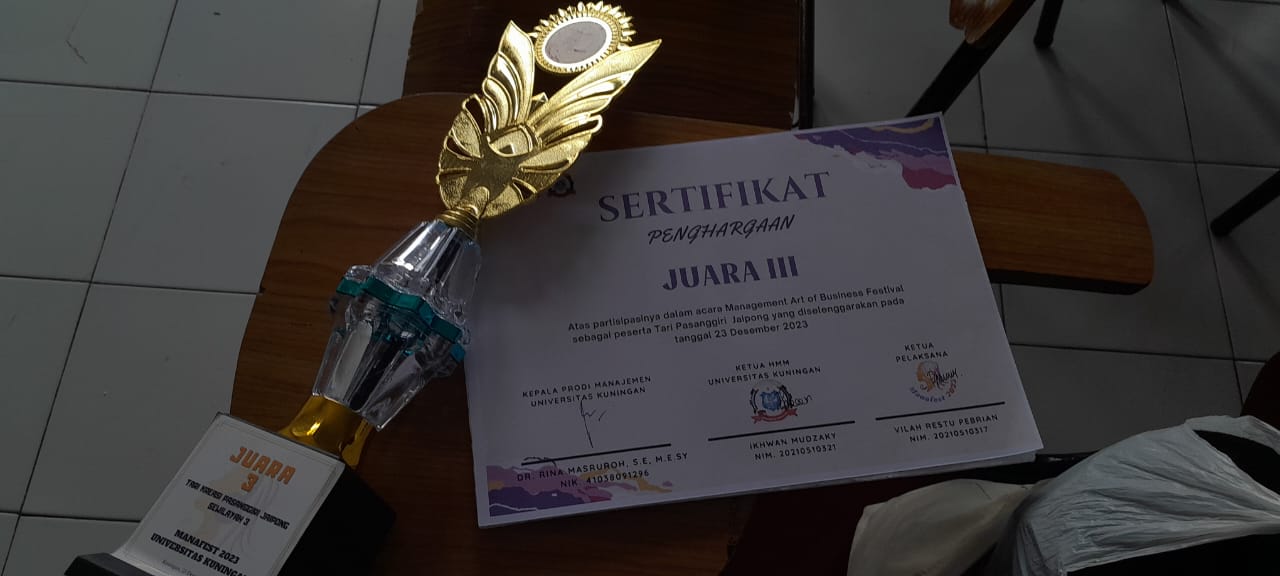 SERTIFIKAT
PENGHARGAAN
JUARA III
Atas partisipasinya dalam acara Management Art of Business Festival
sebagai peserta Tari Pasanggiri Jaipong yang diselenggarakan pada
tanggal 23 Desember 2023
KEPALA PRODI MANAJEMEN
UNIVERSITAS KUNINGAN
DR. RINA MASRUROH, S.E, M.E.SY
NIK. 41038091296
KETUA HMM
UNIVERSITAS KUNINGAN
IKHWAN MUDZAKY
NIM. 20210510321
KETUA
PELAKSANA
VILAH RESTU PEBRIAN
NIM. 20210510317
JUARA
3
TARI KREASI PASANGGIRI JAIPONG
SEWILAYAH 3
MANAFEST 2023
UNIVERSITAS KUNINGAN